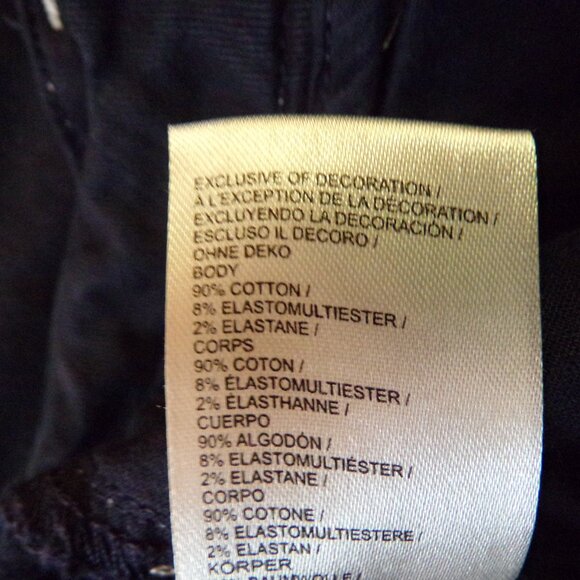 EXCLUSIVE OF DECORATION /
À L'EXCEPTION DE LA DÉCORATION /
EXCLUYENDO LA DECORACIÓN /
ESCLUSO IL DECORO /
OHNE DEKO
BODY
90% COTTON /
8% ELASTOMULTIESTER /
2% ELASTANE /
CORPS
90% COTON /
8% ÉLASTOMULTIESTER /
2% ÉLASTHANNE /
CUERPO
90% ALGODÓN /
8% ELASTOMULTIÉSTER /
2% ELASTANE /
CORPO
90% COTONE /
8% ELASTOMULTIESTERE /
2% ELASTAN /
KÖRPER
BAUMWOLLE /